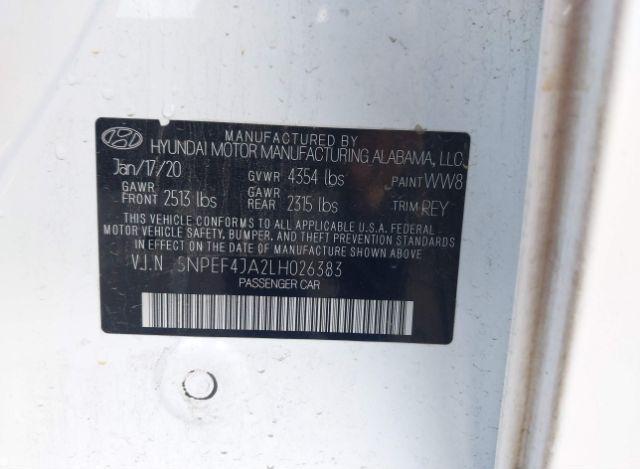 MANUFACTURED BY
HYUNDAI MOTOR MANUFACTURING ALABAMA, LLC
Jan/17/20 GVWR 4354 lbs PAINT WW8
GAWR FRONT 2513 lbs GAWR REAR 2315 lbs TRIM REY
THIS VEHICLE CONFORMS TO ALL APPLICABLE U.S.A. FEDERAL
MOTOR VEHICLE SAFETY, BUMPER, AND THEFT PREVENTION STANDARDS
IN EFFECT ON THE DATE OF MANUFACTURE SHOWN ABOVE
V.I.N 5NPEF4JA2LH026383
PASSENGER CAR